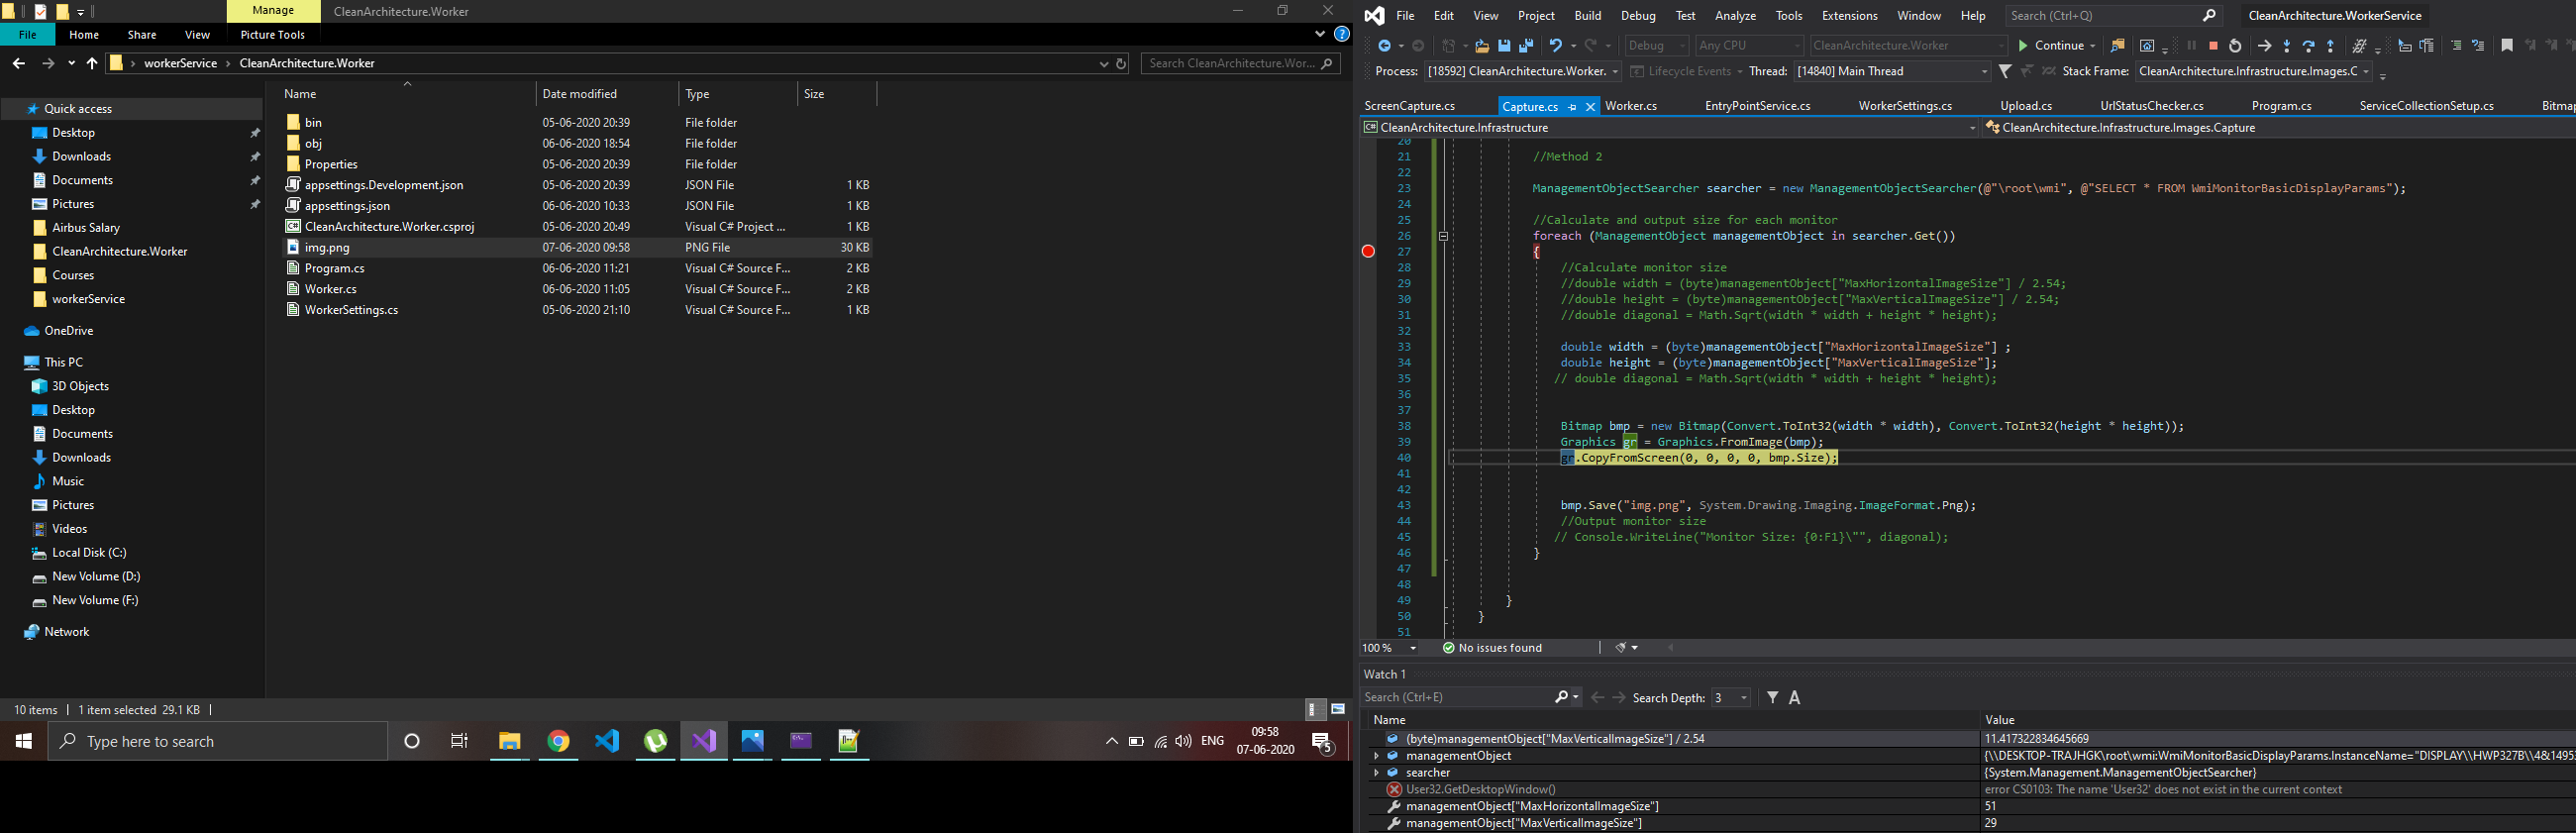 Manage CleanArchitecture.Worker
File Home Share View Picture Tools
workerService › CleanArchitecture.Worker Search CleanArchitecture.Wor...
Name Date modified Type Size
Quick access
Desktop
Downloads
Documents
Pictures
Airbus Salary
CleanArchitecture.Worker
Courses
workerService
OneDrive
This PC
3D Objects
Desktop
Documents
Downloads
Music
Pictures
Videos
Local Disk (C:)
New Volume (D:)
New Volume (F:)
Network
bin 05-06-2020 20:39 File folder
obj 06-06-2020 18:54 File folder
Properties 05-06-2020 20:39 File folder
appsettings.Development.json 05-06-2020 20:39 JSON File 1 KB
appsettings.json 06-06-2020 10:33 JSON File 1 KB
CleanArchitecture.Worker.csproj 05-06-2020 20:49 Visual C# Project ... 1 KB
img.png 07-06-2020 09:58 PNG File 30 KB
Program.cs 06-06-2020 11:21 Visual C# Source F... 2 KB
Worker.cs 06-06-2020 11:05 Visual C# Source F... 2 KB
WorkerSettings.cs 05-06-2020 21:10 Visual C# Source F... 1 KB
10 items 1 item selected 29.1 KB
Type here to search
ENG 09:58
07-06-2020 5
File Edit View Project Build Debug Test Analyze Tools Extensions Window Help Search (Ctrl+Q) CleanArchitecture.WorkerService
Debug Any CPU CleanArchitecture.Worker Continue
Process: [18592] CleanArchitecture.Worker. Lifecycle Events Thread: [14840] Main Thread Stack Frame: CleanArchitecture.Infrastructure.Images.C
ScreenCapture.cs Capture.cs Worker.cs EntryPointService.cs WorkerSettings.cs Upload.cs UrlStatusChecker.cs Program.cs ServiceCollectionSetup.cs Bitmap
CleanArchitecture.Infrastructure CleanArchitecture.Infrastructure.Images.Capture
20
21 //Method 2
22
23 ManagementObjectSearcher searcher = new ManagementObjectSearcher(@"\root\wmi", @"SELECT * FROM WmiMonitorBasicDisplayParams");
24
25 //Calculate and output size for each monitor
26 foreach (ManagementObject managementObject in searcher.Get())
27 {
28 //Calculate monitor size
29 //double width = (byte)managementObject["MaxHorizontalImageSize"] / 2.54;
30 //double height = (byte)managementObject["MaxVerticalImageSize"] / 2.54;
31 //double diagonal = Math.Sqrt(width * width + height * height);
32
33 double width = (byte)managementObject["MaxHorizontalImageSize"] ;
34 double height = (byte)managementObject["MaxVerticalImageSize"];
35 // double diagonal = Math.Sqrt(width * width + height * height);
36
37
38 Bitmap bmp = new Bitmap(Convert.ToInt32(width * width), Convert.ToInt32(height * height));
39 Graphics gr = Graphics.FromImage(bmp);
40 gr.CopyFromScreen(0, 0, 0, 0, bmp.Size);
41
42
43 bmp.Save("img.png", System.Drawing.Imaging.ImageFormat.Png);
44 //Output monitor size
45 // Console.WriteLine("Monitor Size: {0:F1}\"", diagonal);
46 }
47
48
49 }
50 }
51
100 % No issues found
Watch 1
Search (Ctrl+E) Search Depth: 3
Name Value
(byte)managementObject["MaxVerticalImageSize"] / 2.54 11.417322834645669
managementObject {\\DESKTOP-TRAJHGK\root\wmi:WmiMonitorBasicDisplayParams.InstanceName="DISPLAY\\HWP327B\\4&1495
searcher {System.Management.ManagementObjectSearcher}
User32.GetDesktopWindow() error CS0103: The name 'User32' does not exist in the current context
managementObject["MaxHorizontalImageSize"] 51
managementObject["MaxVerticalImageSize"] 29